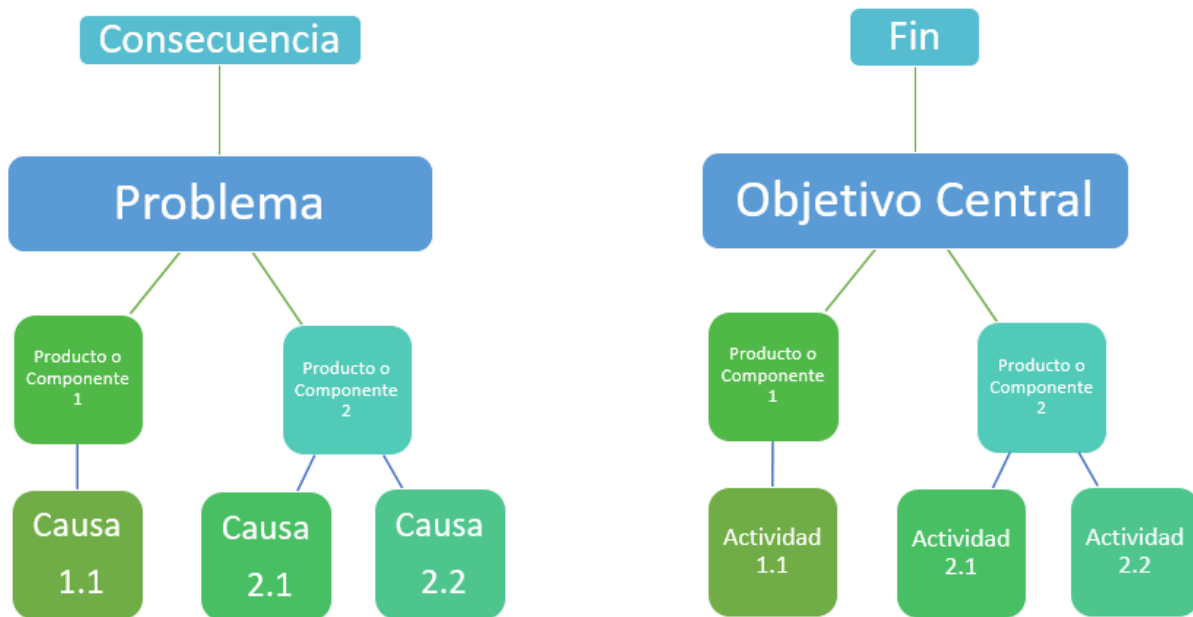 Consecuencia
Problema
Producto o
Componente
1
Producto o
Componente
2
Causa
1.1
Causa
2.1
Causa
2.2
Fin
Objetivo Central
Producto o
Componente
1
Producto o
Componente
2
Actividad
1.1
Actividad
2.1
Actividad
2.2